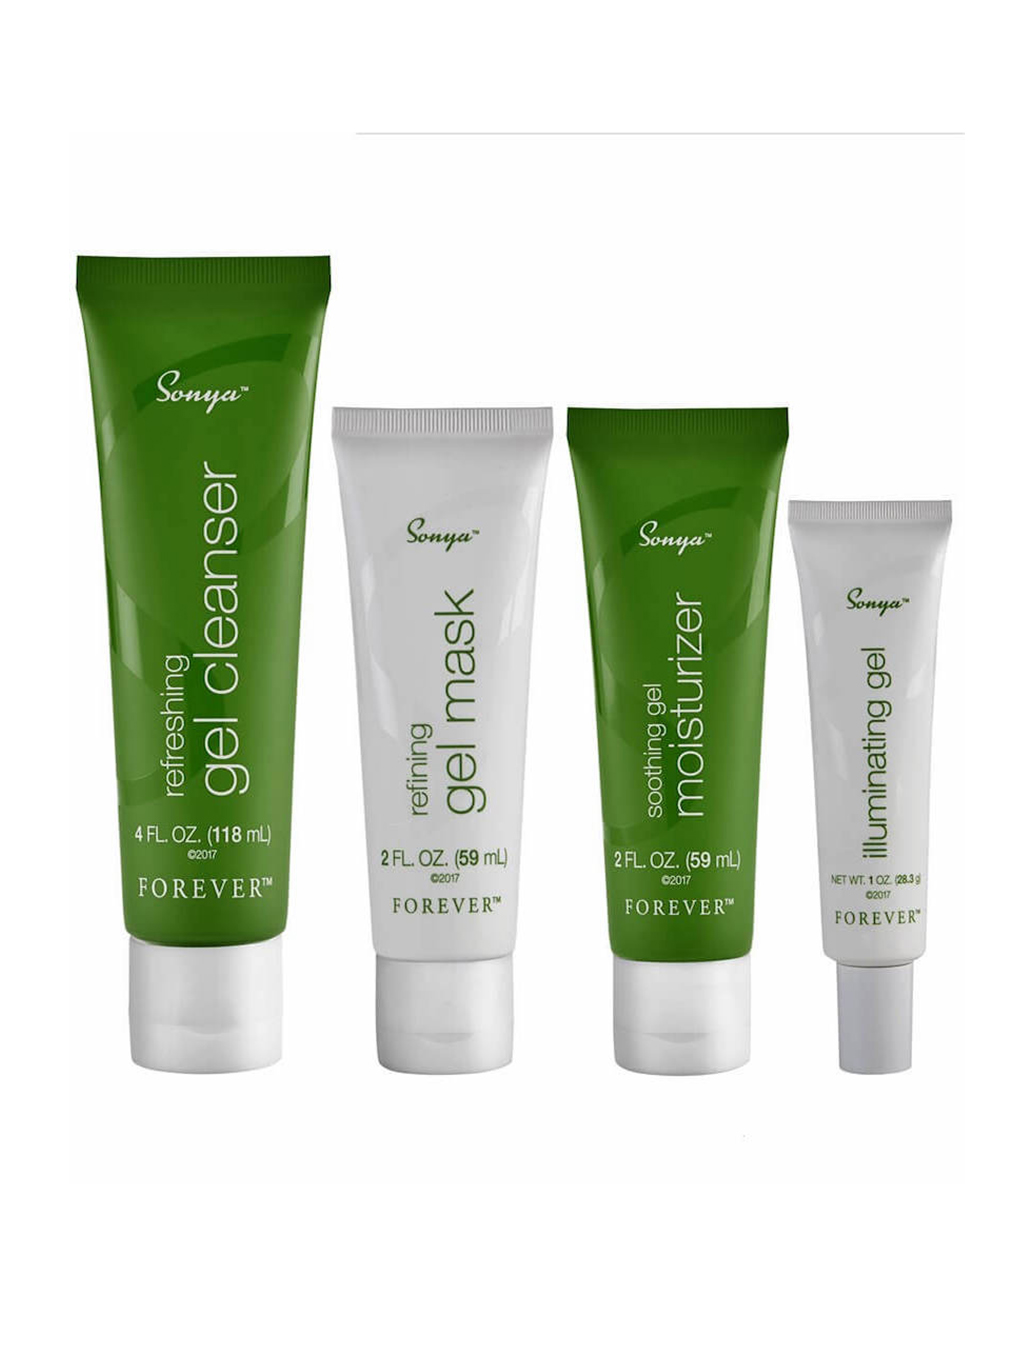 Sonya™
refreshing
gel cleanser
4 FL. OZ. (118 mL)
©2017
FOREVER™
Sonya™
refining
gel mask
2 FL. OZ. (59 mL)
©2017
FOREVER™
Sonya™
soothing gel
moisturizer
2 FL. OZ. (59 mL)
©2017
FOREVER™
Sonya™
illuminating gel
NET WT. 1 OZ. (28.3 g)
©2017
FOREVER™